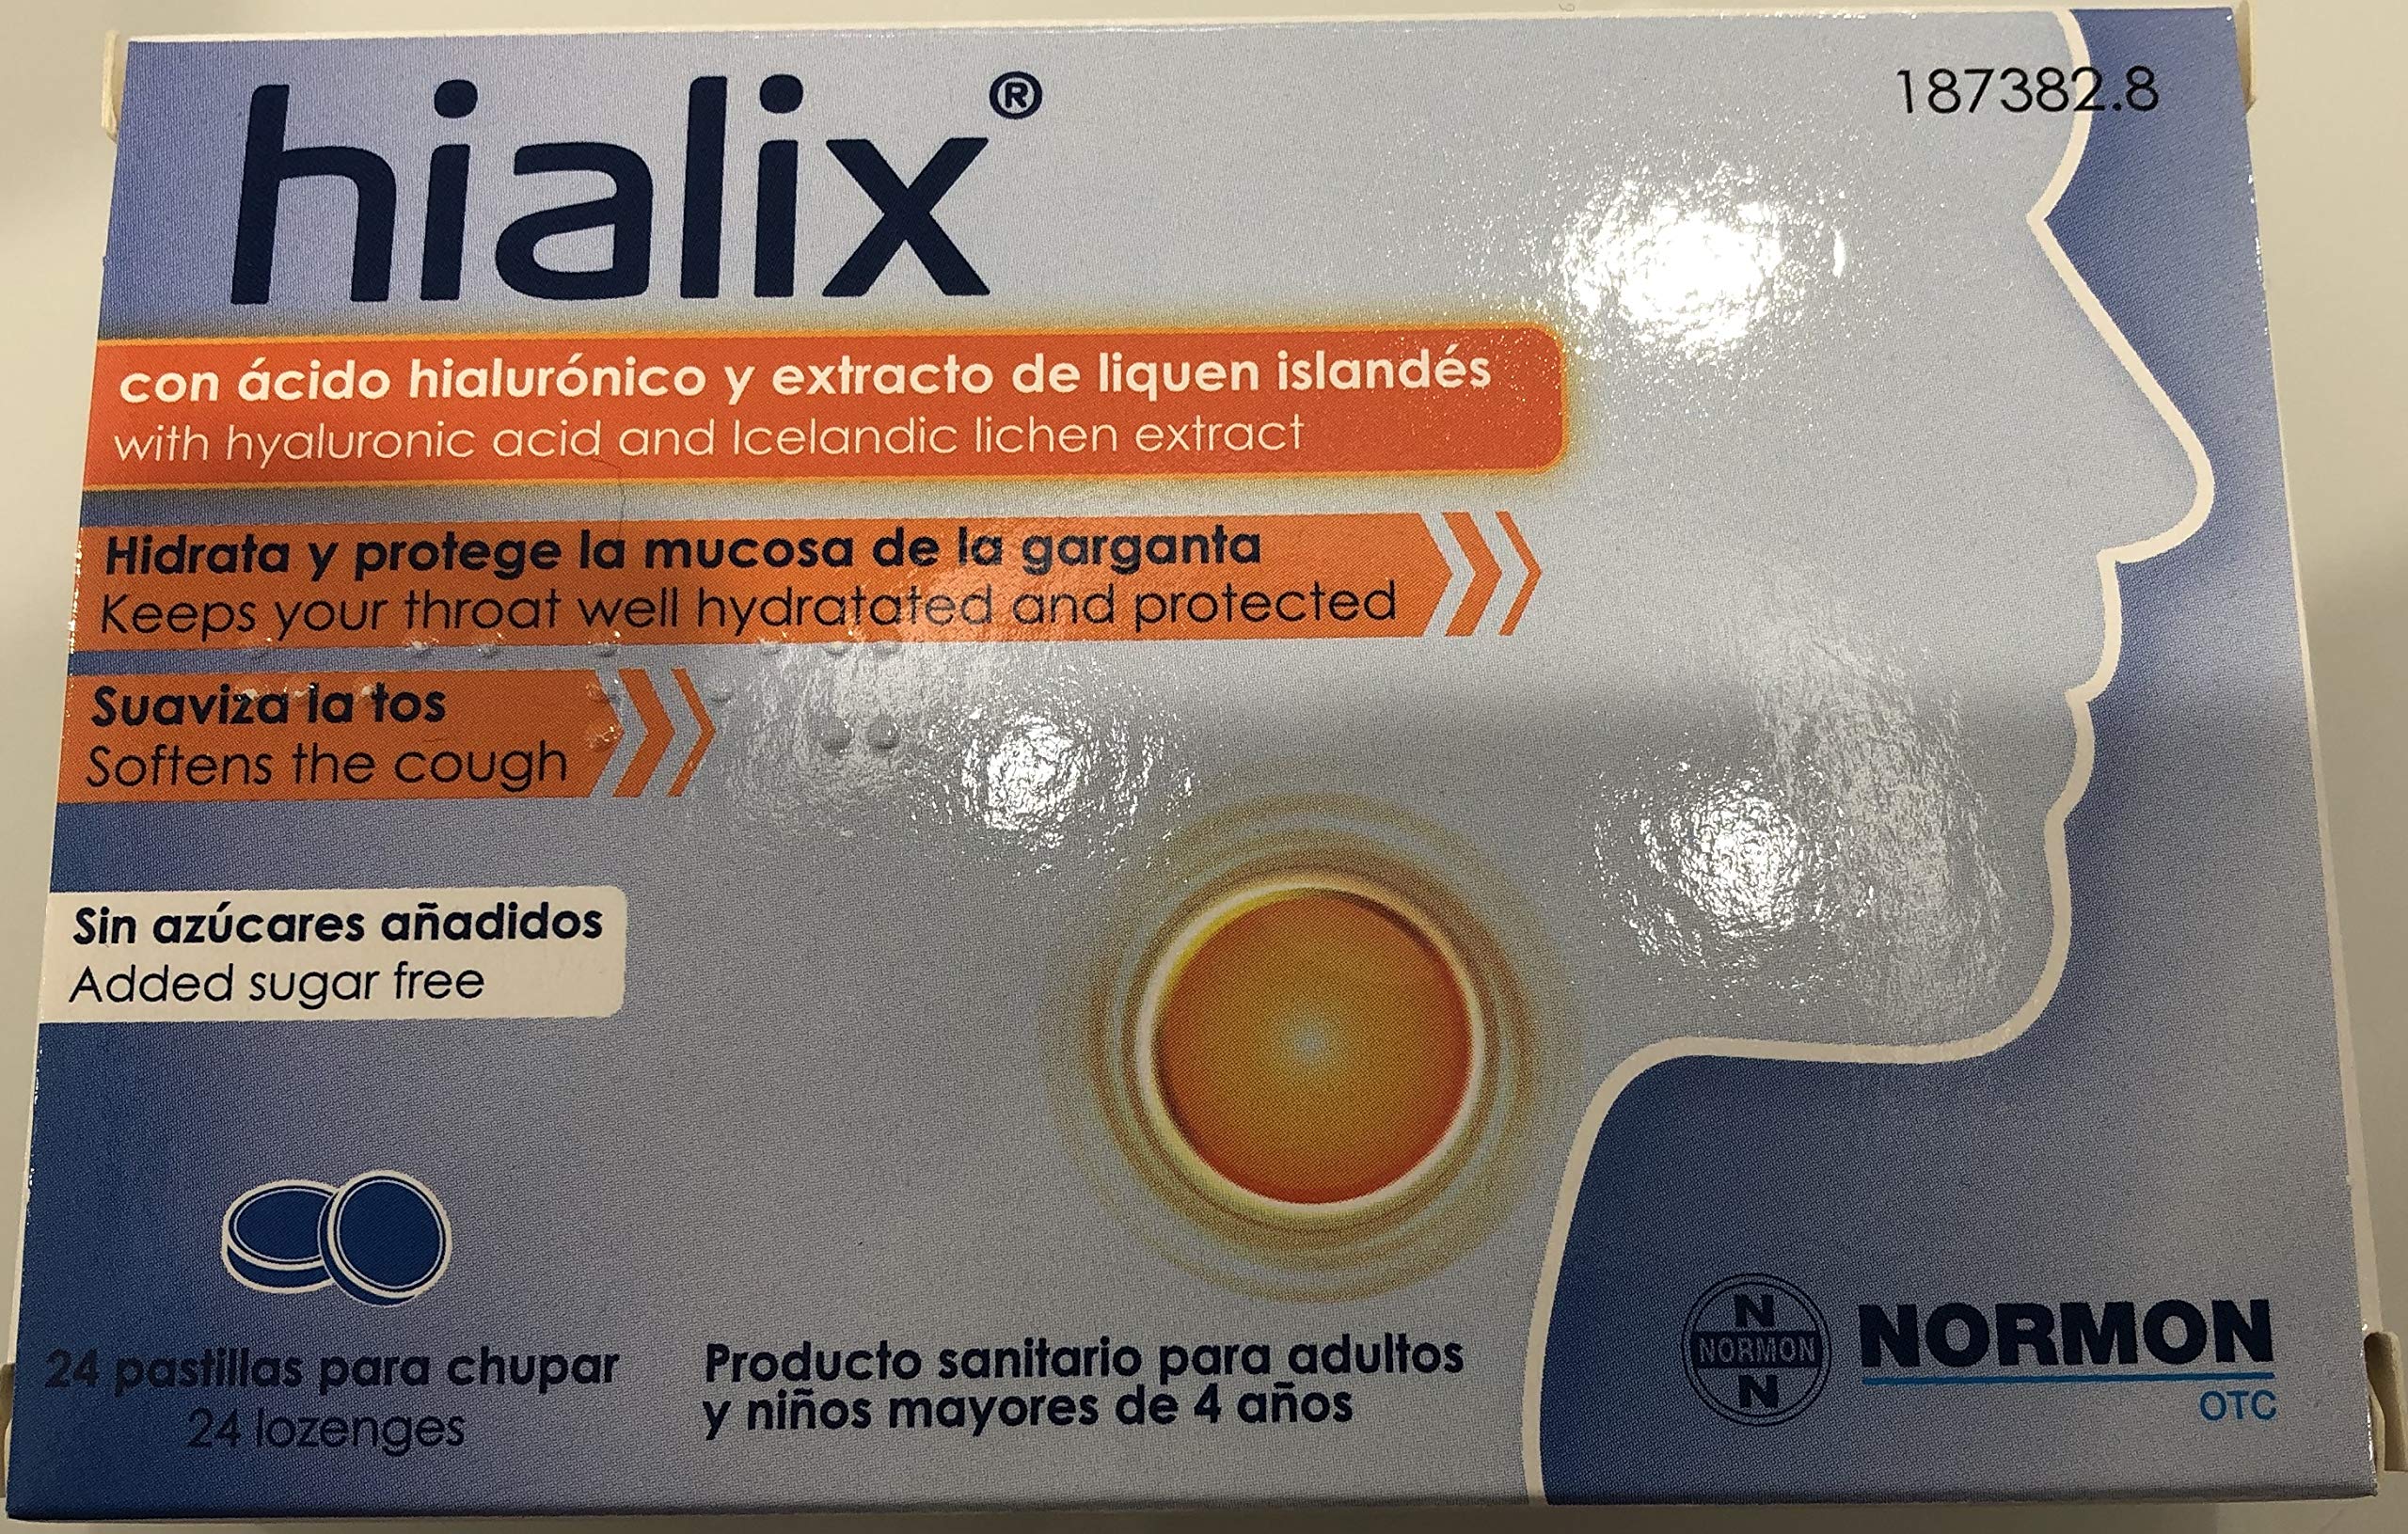 hialix®
187382.8
con ácido hialurónico y extracto de liquen islandés
with hyaluronic acid and Icelandic lichen extract
Hidrata y protege la mucosa de la garganta
Keeps your throat well hydratated and protected
Suaviza la tos
Softens the cough
Sin azúcares añadidos
Added sugar free
24 pastillas para chupar
24 lozenges
Producto sanitario para adultos
y niños mayores de 4 años
N
NORMON
N
NORMON
OTC